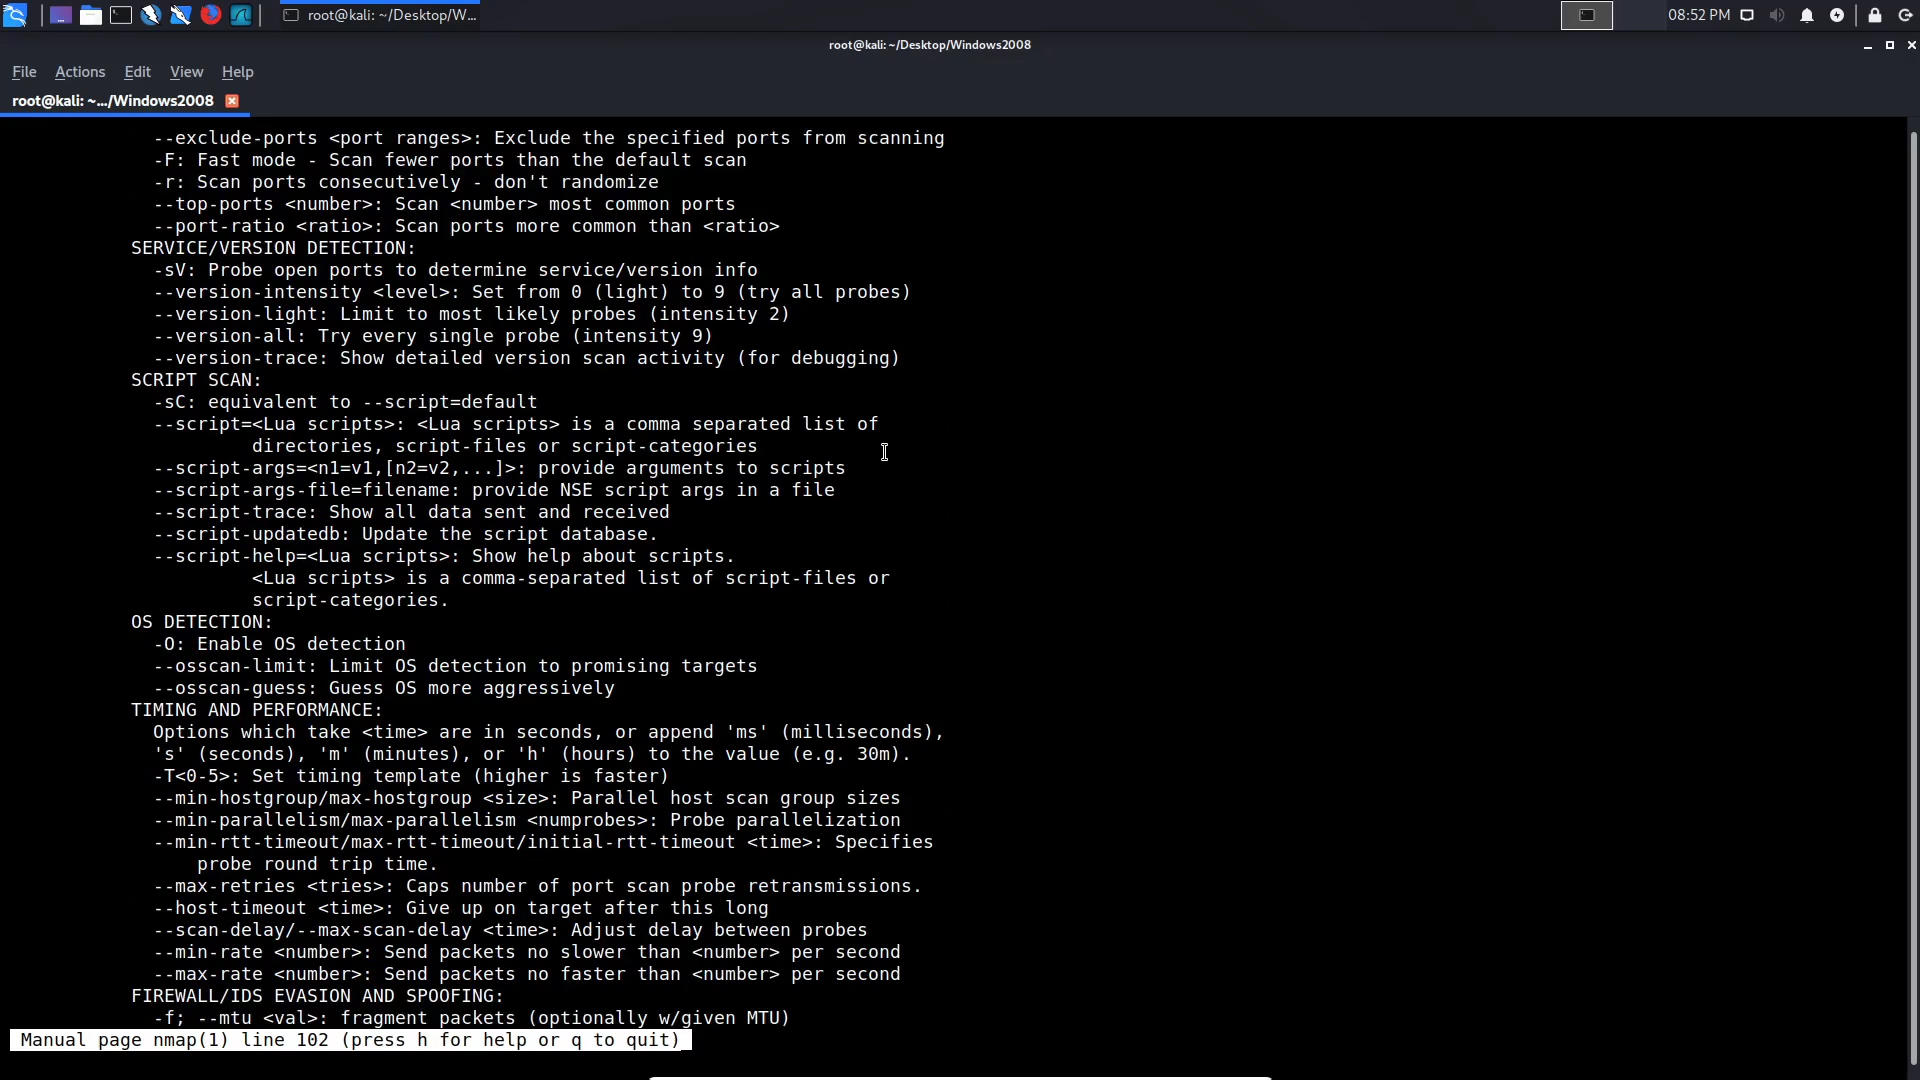 root@kali: ~/Desktop/W...
08:52 PM
root@kali: ~/Desktop/Windows2008
File Actions Edit View Help
root@kali: ~.../Windows2008
--exclude-ports <port ranges>: Exclude the specified ports from scanning
-F: Fast mode - Scan fewer ports than the default scan
-r: Scan ports consecutively - don't randomize
--top-ports <number>: Scan <number> most common ports
--port-ratio <ratio>: Scan ports more common than <ratio>
SERVICE/VERSION DETECTION:
-sV: Probe open ports to determine service/version info
--version-intensity <level>: Set from 0 (light) to 9 (try all probes)
--version-light: Limit to most likely probes (intensity 2)
--version-all: Try every single probe (intensity 9)
--version-trace: Show detailed version scan activity (for debugging)
SCRIPT SCAN:
-sC: equivalent to --script=default
--script=<Lua scripts>: <Lua scripts> is a comma separated list of
directories, script-files or script-categories
--script-args=<n1=v1,[n2=v2,...]>: provide arguments to scripts
--script-args-file=filename: provide NSE script args in a file
--script-trace: Show all data sent and received
--script-updatedb: Update the script database.
--script-help=<Lua scripts>: Show help about scripts.
<Lua scripts> is a comma-separated list of script-files or
script-categories.
OS DETECTION:
-O: Enable OS detection
--osscan-limit: Limit OS detection to promising targets
--osscan-guess: Guess OS more aggressively
TIMING AND PERFORMANCE:
Options which take <time> are in seconds, or append 'ms' (milliseconds),
's' (seconds), 'm' (minutes), or 'h' (hours) to the value (e.g. 30m).
-T<0-5>: Set timing template (higher is faster)
--min-hostgroup/max-hostgroup <size>: Parallel host scan group sizes
--min-parallelism/max-parallelism <numprobes>: Probe parallelization
--min-rtt-timeout/max-rtt-timeout/initial-rtt-timeout <time>: Specifies
probe round trip time.
--max-retries <tries>: Caps number of port scan probe retransmissions.
--host-timeout <time>: Give up on target after this long
--scan-delay/--max-scan-delay <time>: Adjust delay between probes
--min-rate <number>: Send packets no slower than <number> per second
--max-rate <number>: Send packets no faster than <number> per second
FIREWALL/IDS EVASION AND SPOOFING:
-f; --mtu <val>: fragment packets (optionally w/given MTU)
Manual page nmap(1) line 102 (press h for help or q to quit)